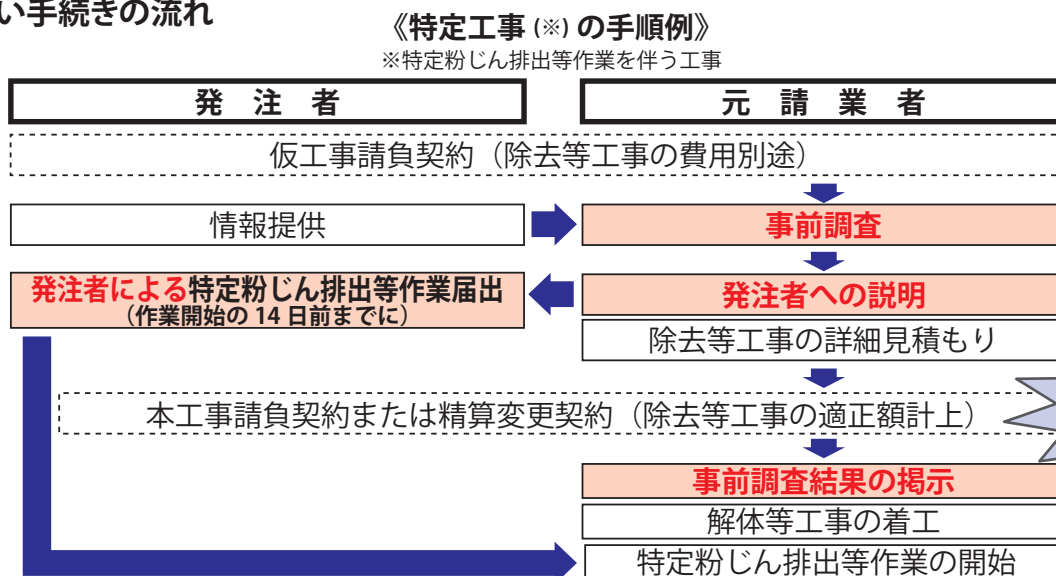 い手続きの流れ
《特定工事 (※) の手順例》
※特定粉じん排出等作業を伴う工事
発 注 者
元 請 業 者
仮工事請負契約（除去等工事の費用別途）
情報提供
事前調査
発注者による特定粉じん排出等作業届出
（作業開始の 14 日前までに）
発注者への説明
除去等工事の詳細見積もり
本工事請負契約または精算変更契約（除去等工事の適正額計上）
事前調査結果の掲示
解体等工事の着工
特定粉じん排出等作業の開始